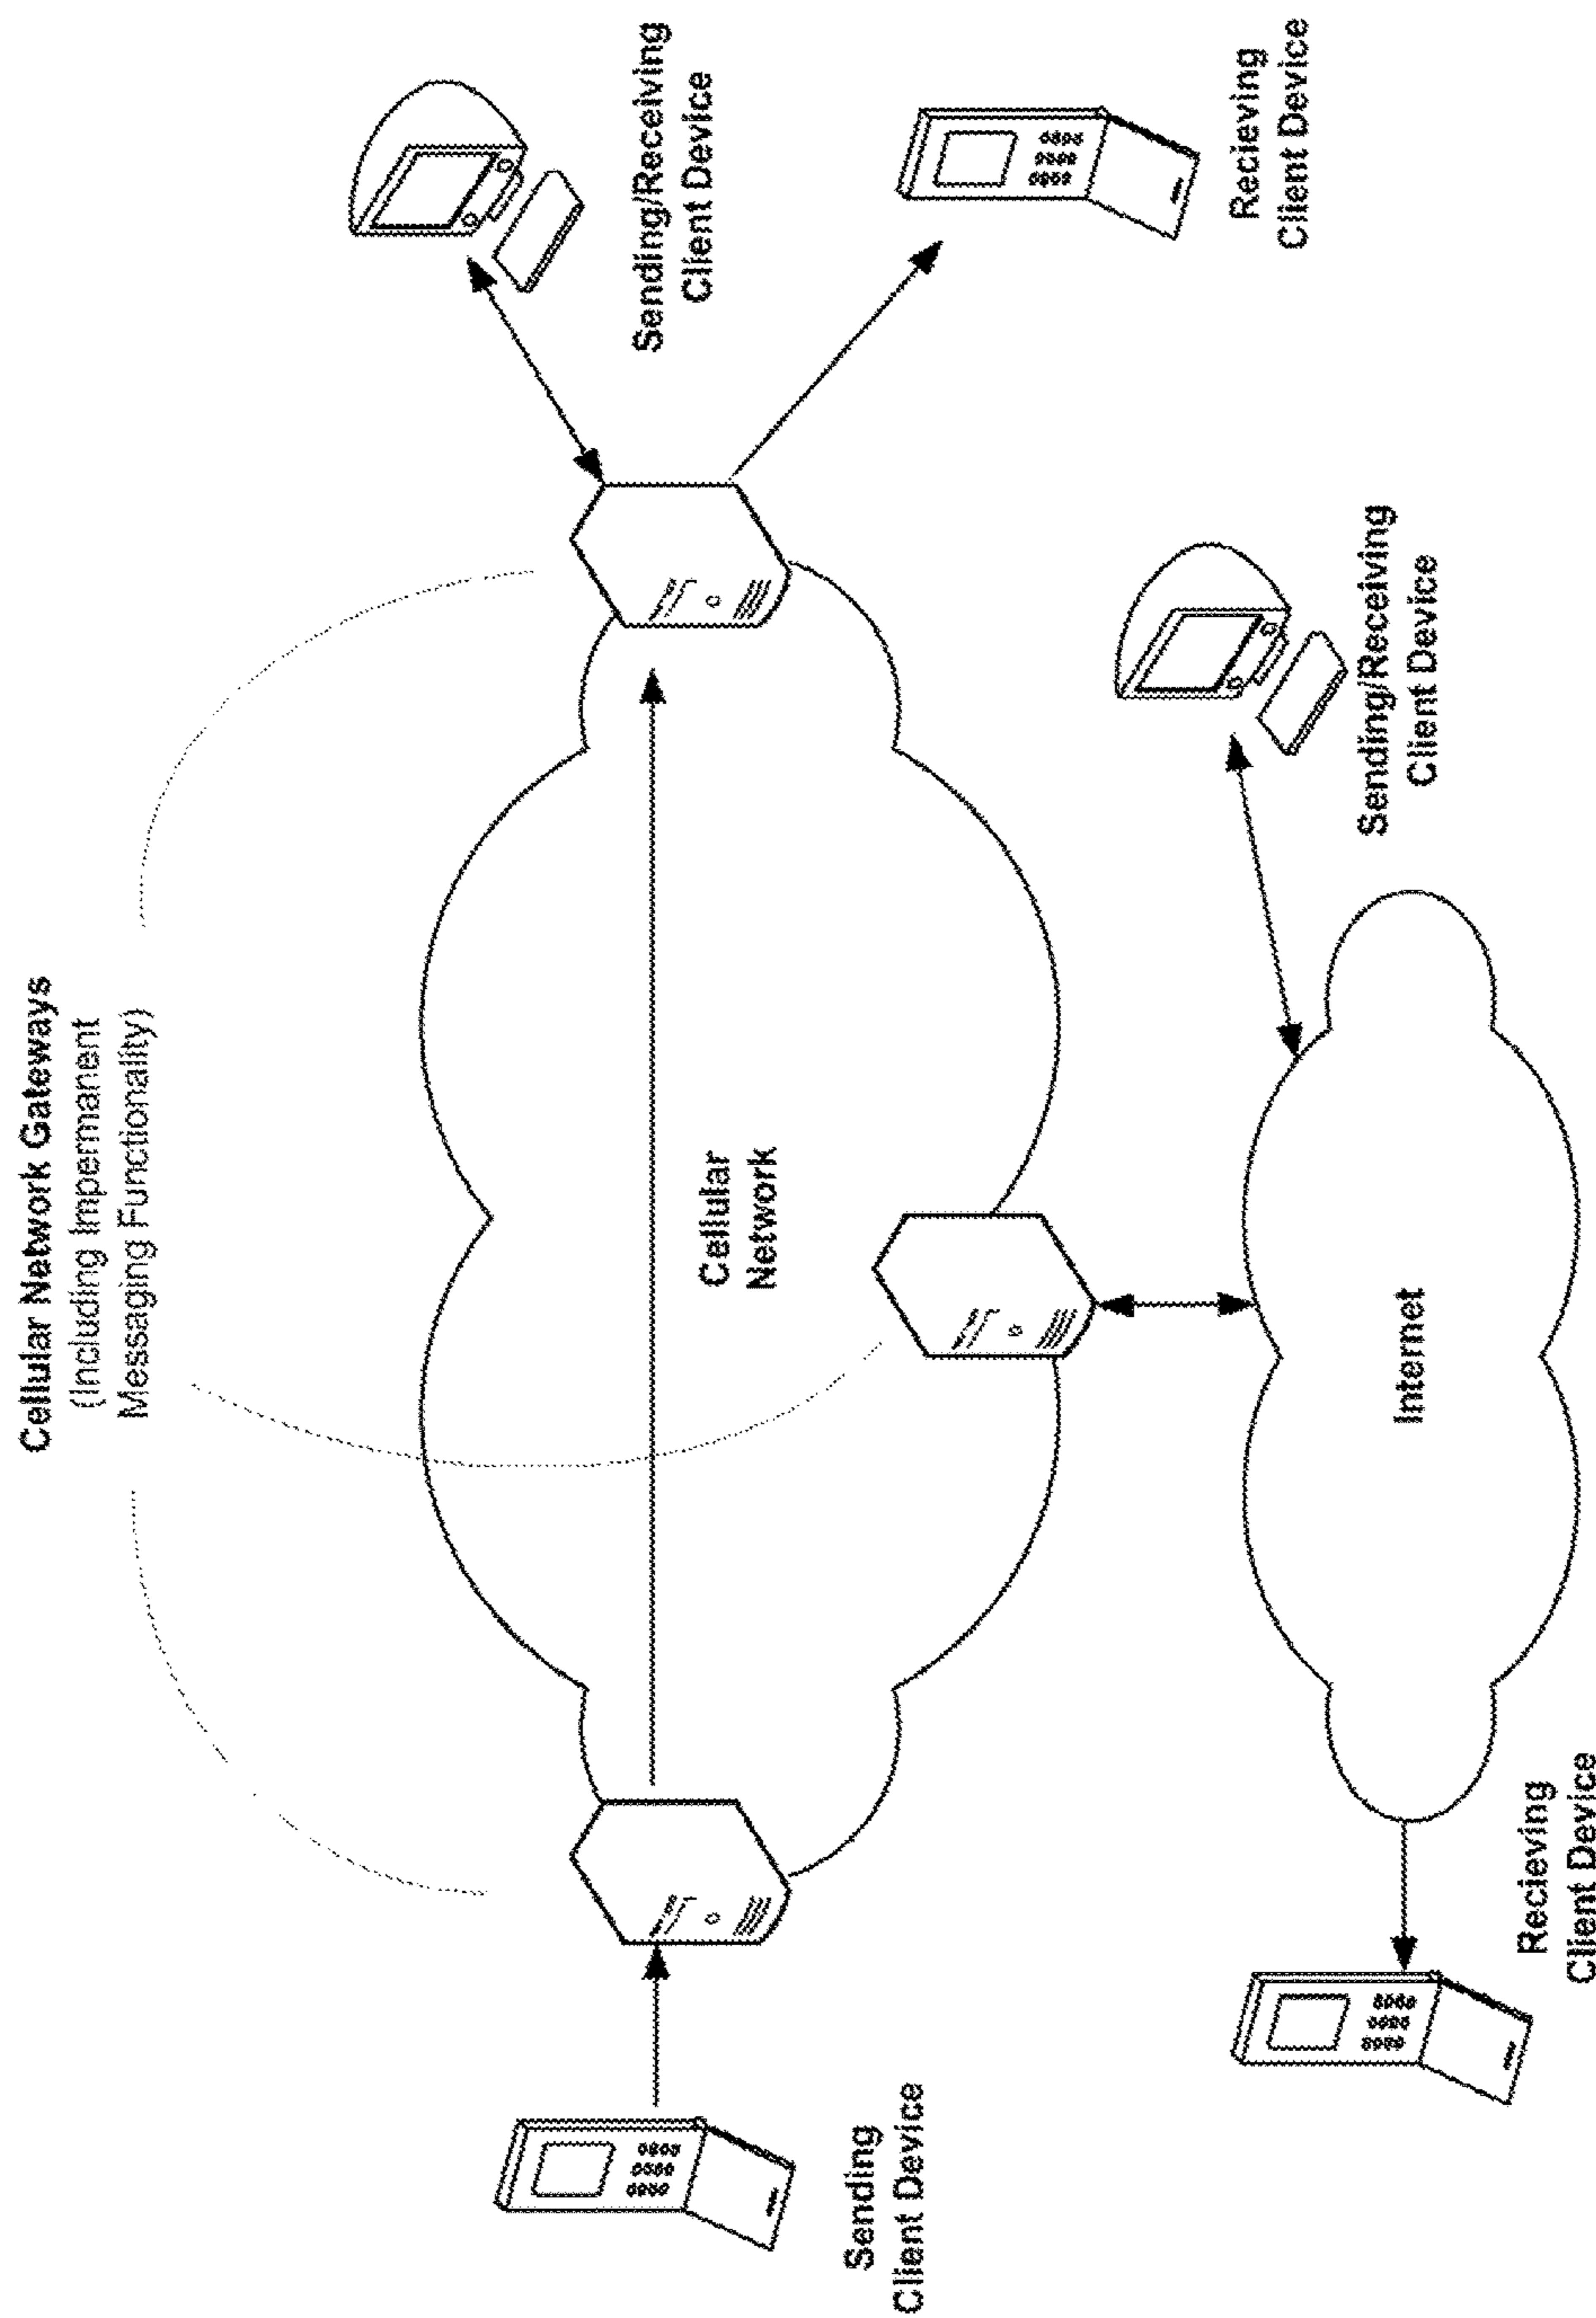 Cellular Network Gateways
(Including Impermanent
Messaging Functionality)
Sending/Receiving
Client Device
Recieving
Client Device
Cellular
Network
Sending
Client Device
Sending/Receiving
Client Device
Internet
Recieving
Client Device